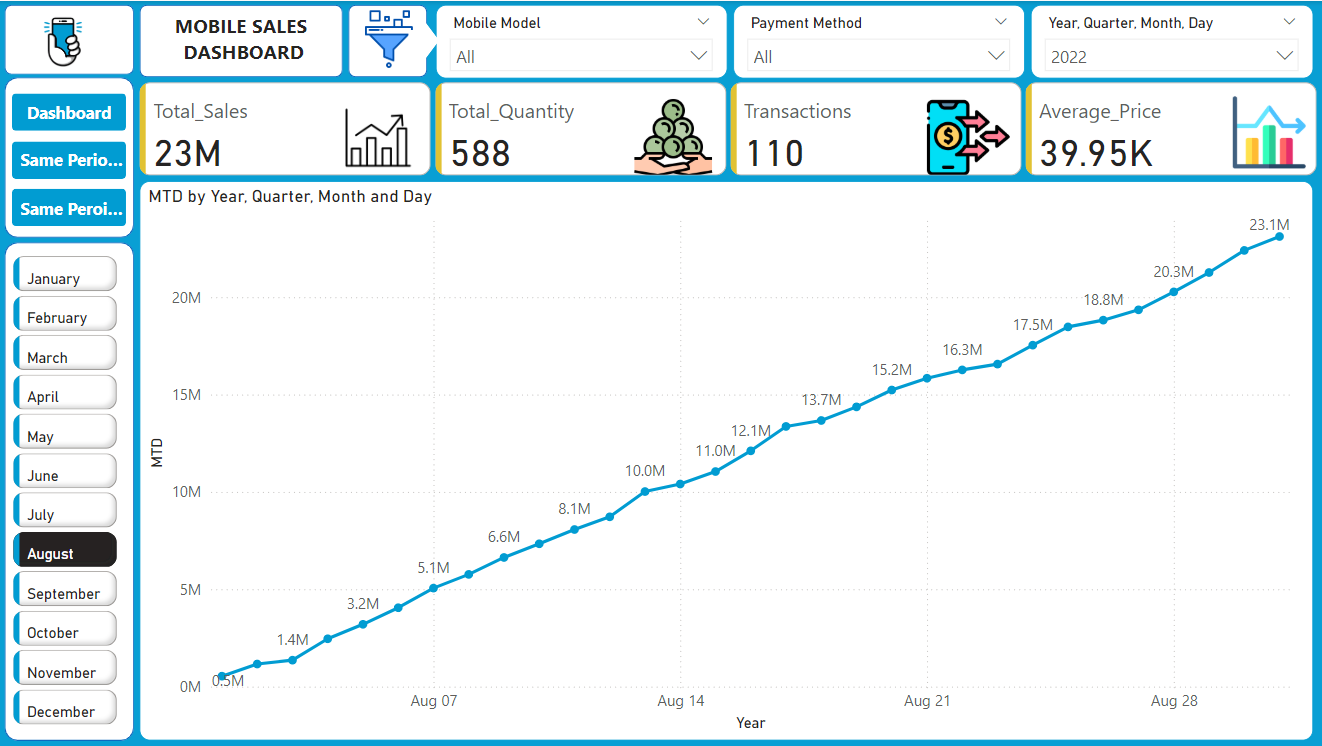 MOBILE SALES
DASHBOARD
Mobile Model
All
Payment Method
All
Year, Quarter, Month, Day
2022
Dashboard
Same Perio...
Same Peroi...
Total_Sales
23M
Total_Quantity
588
Transactions
110
$
Average_Price
39.95K
January
February
March
April
May
June
July
August
September
October
November
December
MTD by Year, Quarter, Month and Day
MTD
20M
15M
10M
5M
0M
0.5M
1.4M
3.2M
5.1M
6.6M
8.1M
10.0M
11.0M
12.1M
13.7M
15.2M
16.3M
17.5M
18.8M
20.3M
23.1M
Aug 07
Aug 14
Aug 21
Aug 28
Year